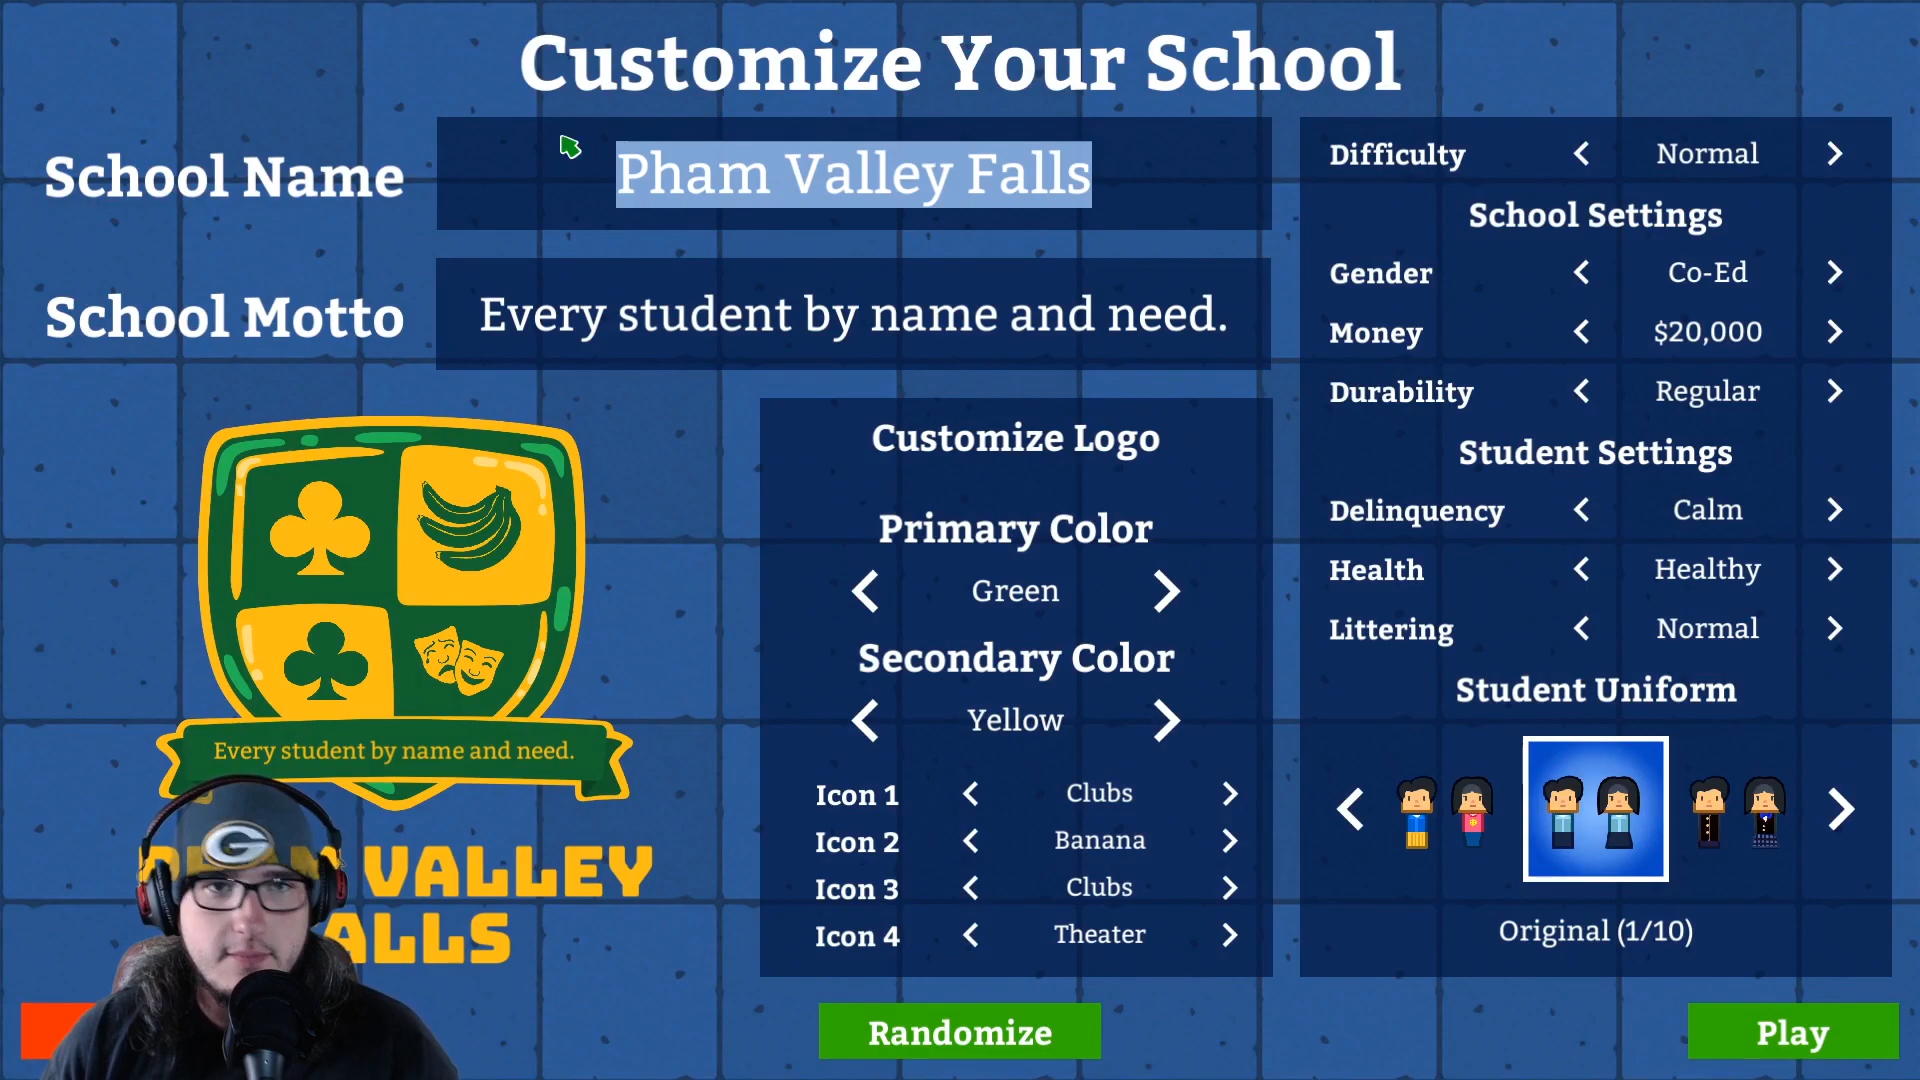 Customize Your School
School Name
Pham Valley Falls
School Motto
Every student by name and need.
Every student by name and need.
VALLEY
ALLS
Customize Logo
Primary Color
Green
Secondary Color
Yellow
Icon 1 Clubs
Icon 2 Banana
Icon 3 Clubs
Icon 4 Theater
Difficulty Normal
School Settings
Gender Co-Ed
Money $20,000
Durability Regular
Student Settings
Delinquency Calm
Health Healthy
Littering Normal
Student Uniform
Original (1/10)
G
Randomize
Play